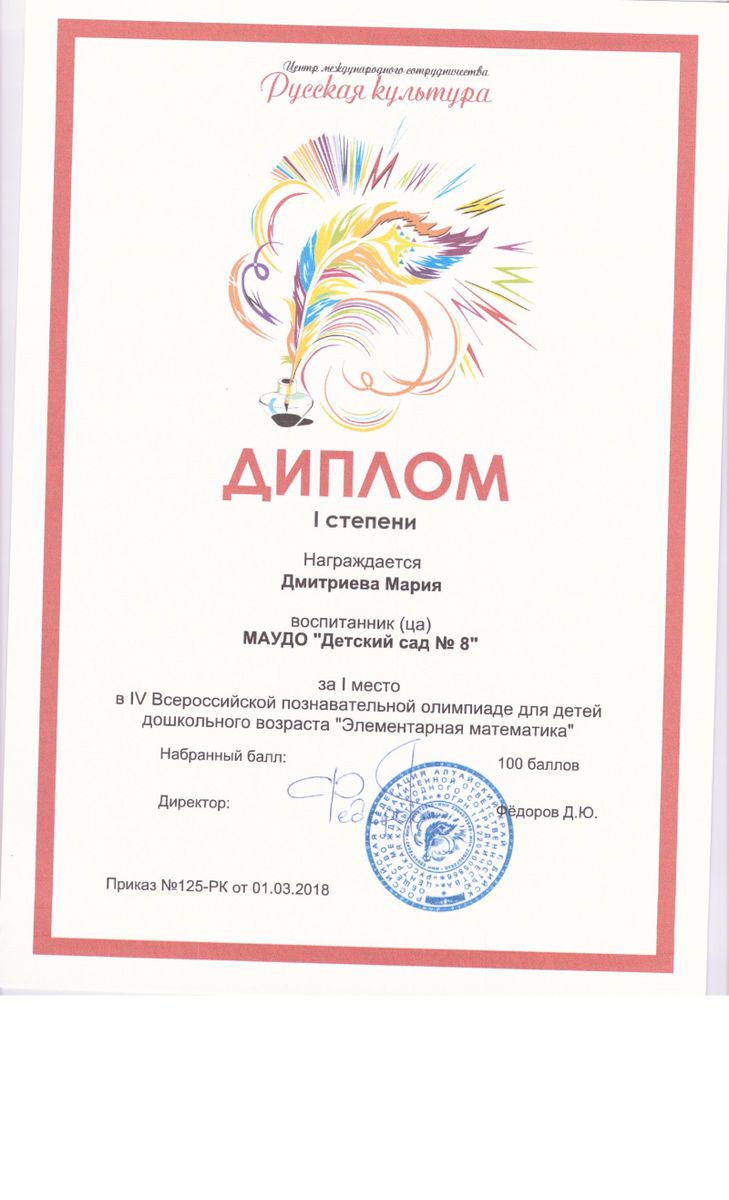 Центр международного сотрудничества
Русская культура
ДИПЛОМ
I степени
Награждается
Дмитриева Мария
воспитанник (ца)
МАУДО "Детский сад № 8"
за I место
в IV Всероссийской познавательной олимпиаде для детей
дошкольного возраста "Элементарная математика"
Набранный балл: 100 баллов
Директор: Фёдоров Д.Ю.
Приказ №125-РК от 01.03.2018